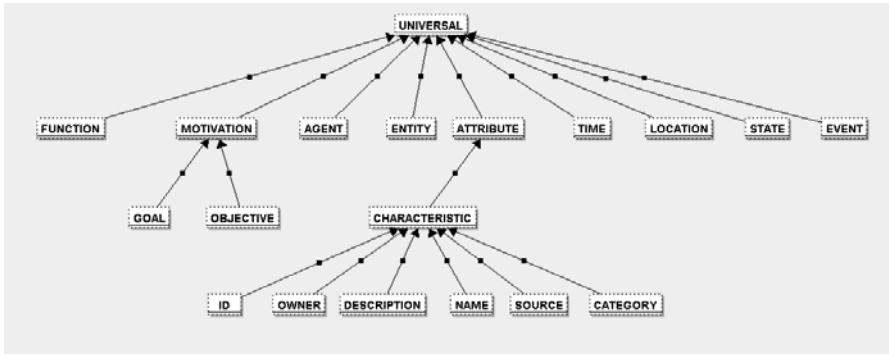 UNIVERSAL
FUNCTION MOTIVATION AGENT ENTITY ATTRIBUTE TIME LOCATION STATE EVENT
GOAL OBJECTIVE CHARACTERISTIC
ID OWNER DESCRIPTION NAME SOURCE CATEGORY